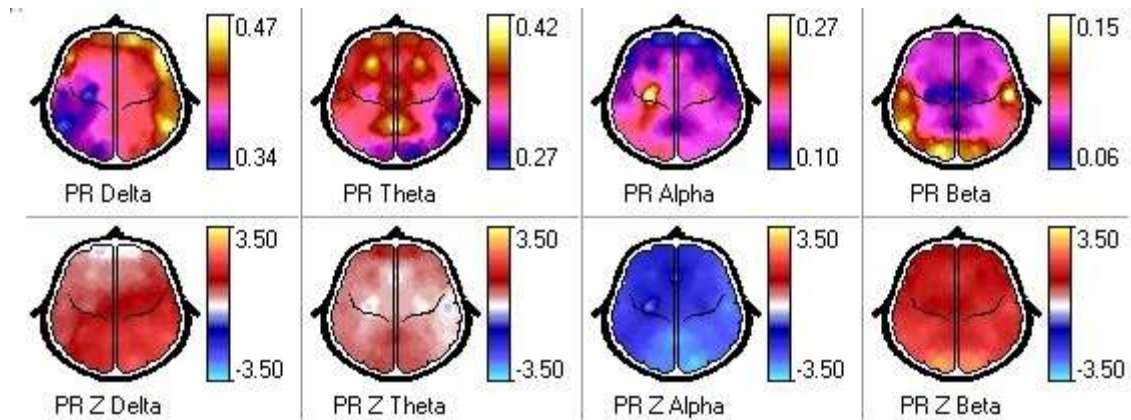 0.47
0.34
PR Delta
0.42
0.27
PR Theta
0.27
0.10
PR Alpha
0.15
0.06
PR Beta
3.50
-3.50
PR Z Delta
3.50
-3.50
PR Z Theta
3.50
-3.50
PR Z Alpha
3.50
-3.50
PR Z Beta